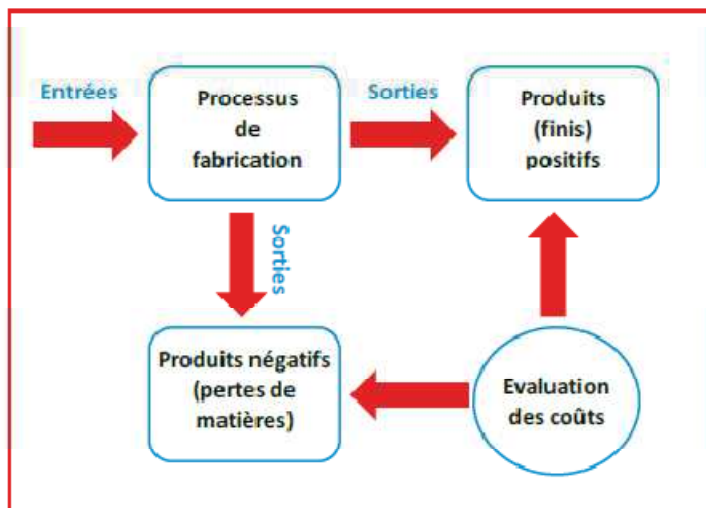 Entrées
Processus
de
fabrication
Sorties
Produits
(finis)
positifs
Sorties
Produits négatifs
(pertes de
matières)
Evaluation
des coûts